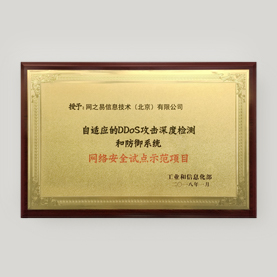 授予：网之易信息技术（北京）有限公司
自适应的DDoS攻击深度检测
和防御系统
网络安全试点示范项目
工业和信息化部
二〇一八年一月